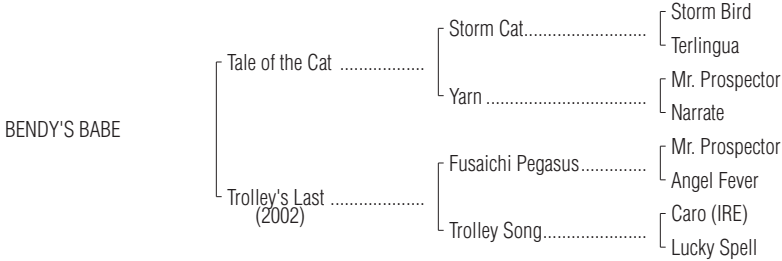 Storm Bird
Storm Cat..........................
Terlingua
Tale of the Cat ..................
Mr. Prospector
Yarn ..................................
Narrate
BENDY'S BABE
Mr. Prospector
Fusaichi Pegasus..............
Angel Fever
Trolley's Last ....................
(2002)
Caro (IRE)
Trolley Song......................
Lucky Spell